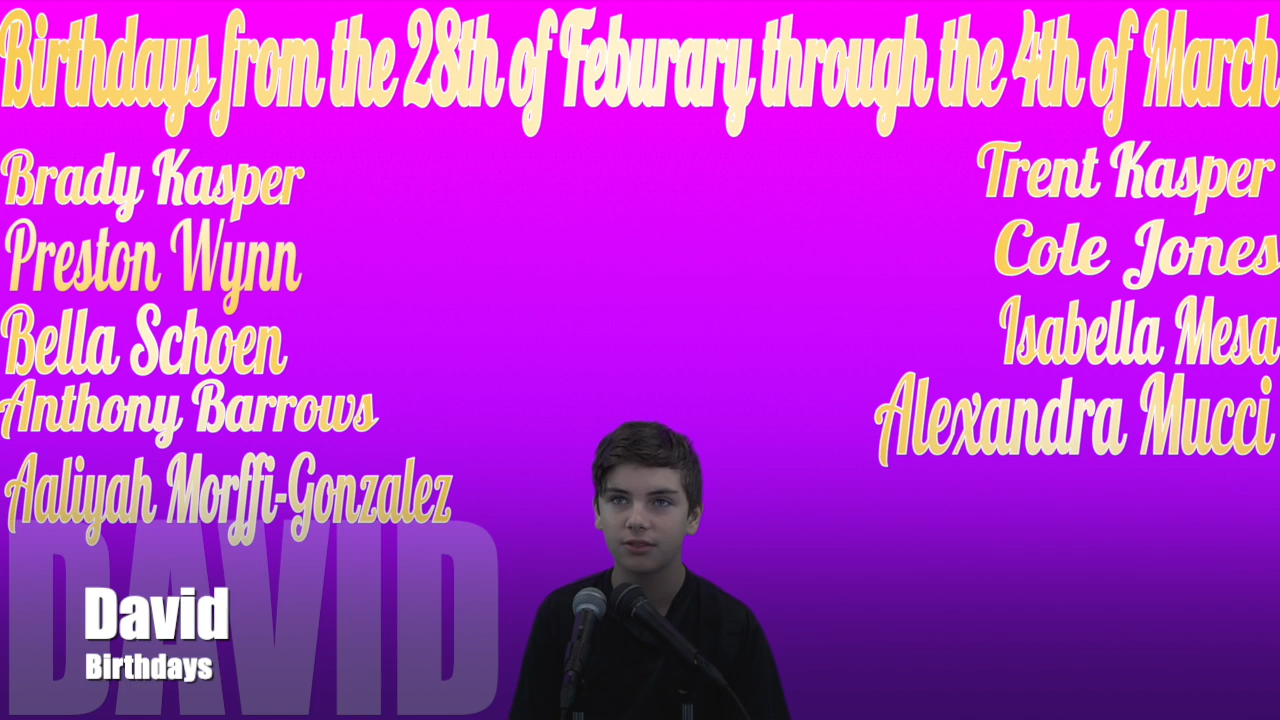 Birthdays from the 28th of Feburary through the 4th of March
Brady Kasper
Preston Wynn
Bella Schoen
Anthony Barrows
Aaliyah Morffi-Gonzalez
Trent Kasper
Cole Jones
Isabella Mesa
Alexandra Mucci
DAVID
David
Birthdays